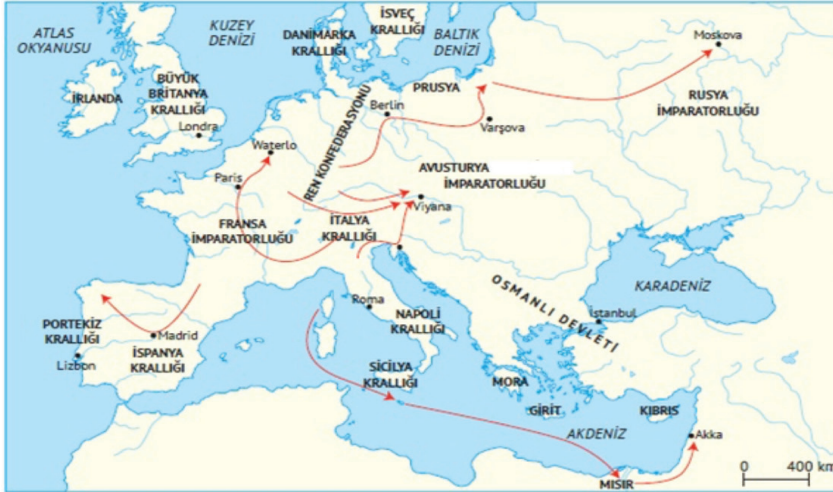 ATLAS
OKYANUSU
KUZEY
DENİZİ
DANİMARKA
KRALLIĞI
İSVEÇ
KRALLIĞI
BALTIK
DENİZİ
Moskova
İRLANDA
BÜYÜK
BRİTANYA
KRALLIĞI
Londra
PRUSYA
Berlin
Varşova
RUSYA
İMPARATORLUĞU
REN KONFEDERASYONU
Waterlo
Paris
AVUSTURYA
İMPARATORLUĞU
Viyana
FRANSA
İMPARATORLUĞU
İTALYA
KRALLIĞI
KARADENİZ
OSMANLI DEVLETİ
İstanbul
Roma
NAPOLİ
KRALLIĞI
PORTEKİZ
KRALLIĞI
Madrid
Lizbon
İSPANYA
KRALLIĞI
SİCİLYA
KRALLIĞI
MORA
GİRİT
KIBRIS
AKDENİZ
Akka
MISIR
0 400 km